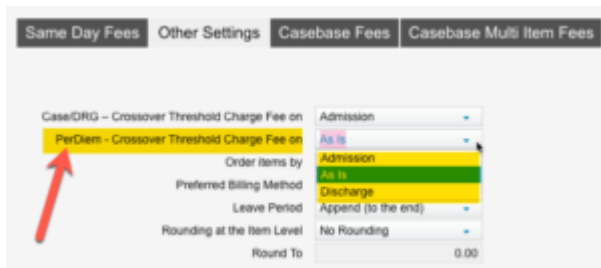 Same Day Fees Other Settings Casebase Fees Casebase Multi Item Fees
Case/DRG – Crossover Threshold Charge Fee on Admission
PerDiem - Crossover Threshold Charge Fee on As Is
Order items by Admission
As Is
Preferred Billing Method Discharge
Leave Period Append (to the end)
Rounding at the Item Level No Rounding
Round To 0.00